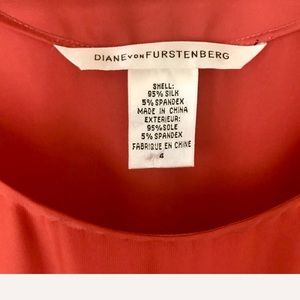 DIANE VON FURSTENBERG
SHELL:
95% SILK
5% SPANDEX
MADE IN CHINA
EXTERIEUR:
95% SOLE
5% SPANDEX
FABRIQUE EN CHINE
4